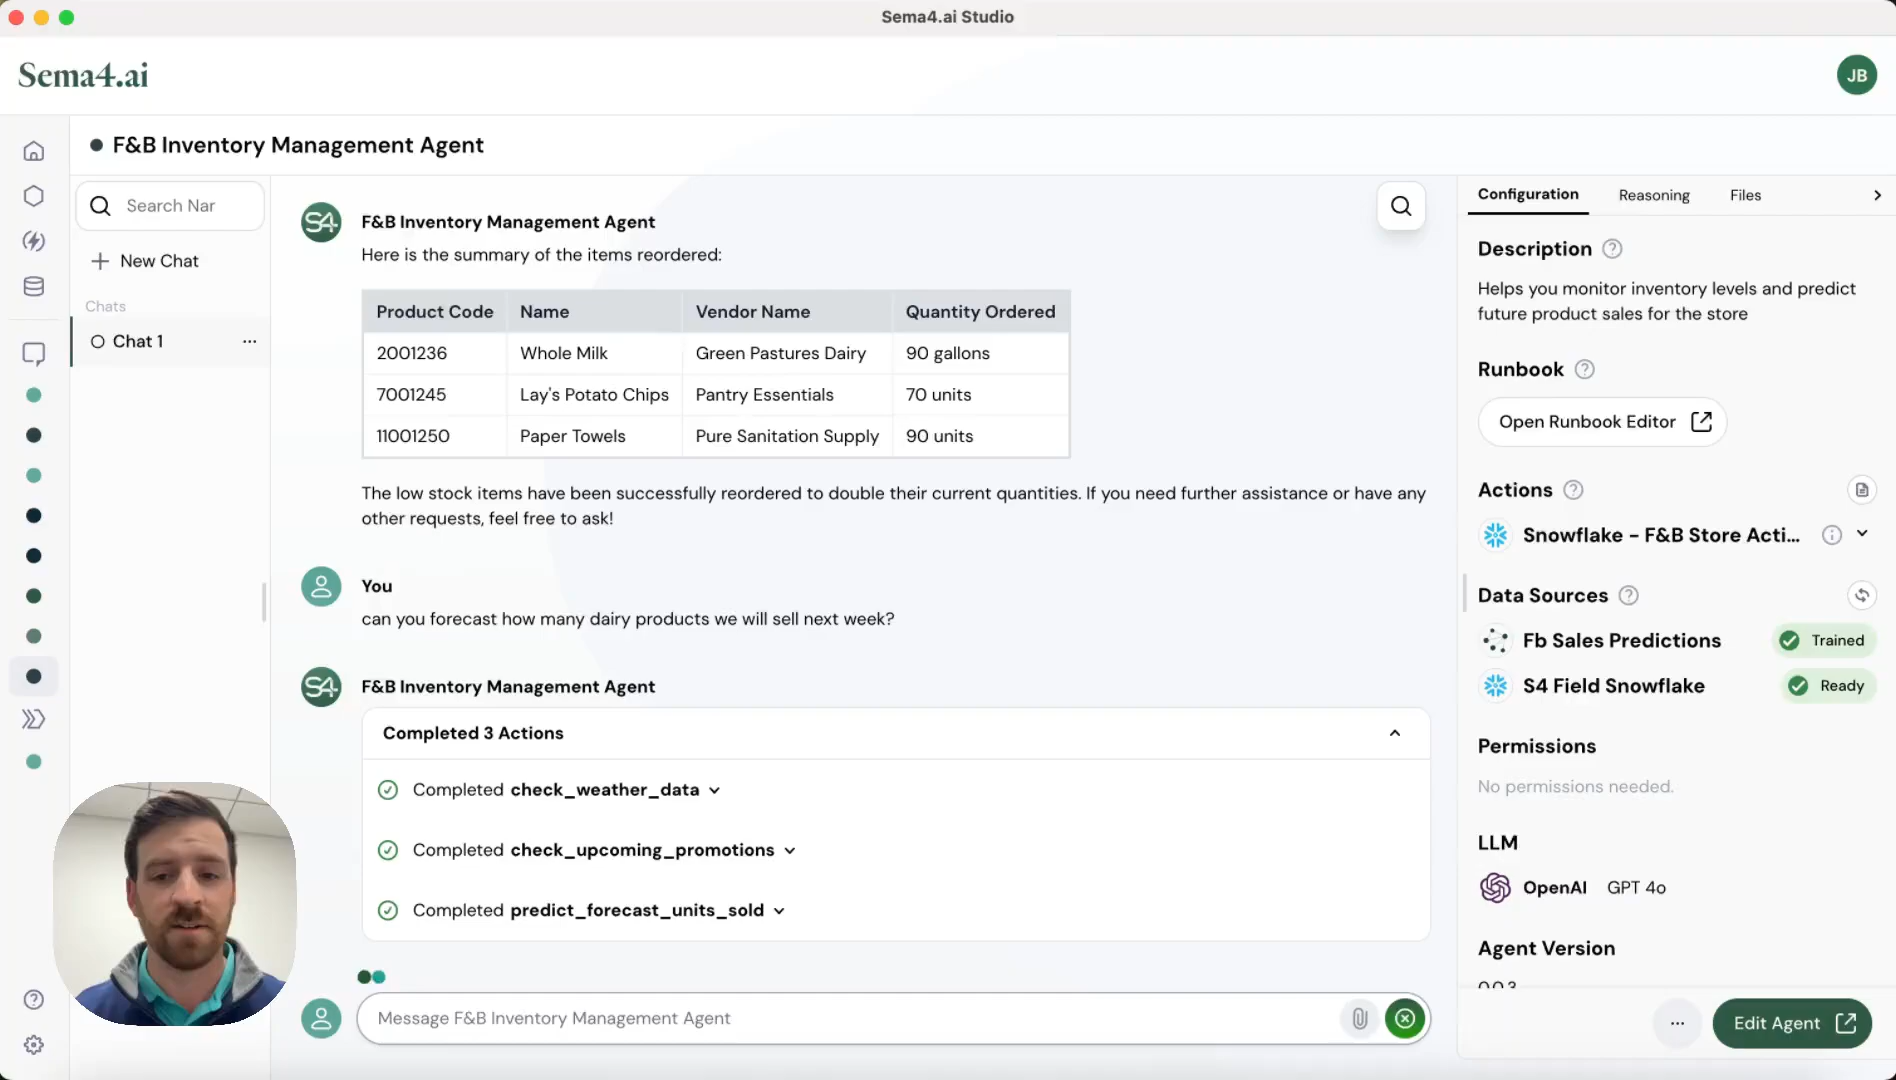 Sema4.ai Studio
Sema4.ai
JB
F&B Inventory Management Agent
Search Nar
New Chat
Chats
Chat 1
S4
F&B Inventory Management Agent
Here is the summary of the items reordered:
Product Code Name Vendor Name Quantity Ordered
2001236 Whole Milk Green Pastures Dairy 90 gallons
7001245 Lay's Potato Chips Pantry Essentials 70 units
11001250 Paper Towels Pure Sanitation Supply 90 units
The low stock items have been successfully reordered to double their current quantities. If you need further assistance or have any
other requests, feel free to ask!
You
can you forecast how many dairy products we will sell next week?
S4
F&B Inventory Management Agent
Completed 3 Actions
Completed check_weather_data
Completed check_upcoming_promotions
Completed predict_forecast_units_sold
Message F&B Inventory Management Agent
Configuration Reasoning Files
Description
Helps you monitor inventory levels and predict
future product sales for the store
Runbook
Open Runbook Editor
Actions
Snowflake - F&B Store Acti...
Data Sources
Fb Sales Predictions Trained
S4 Field Snowflake Ready
Permissions
No permissions needed.
LLM
OpenAI GPT 4o
Agent Version
0.0.3
Edit Agent